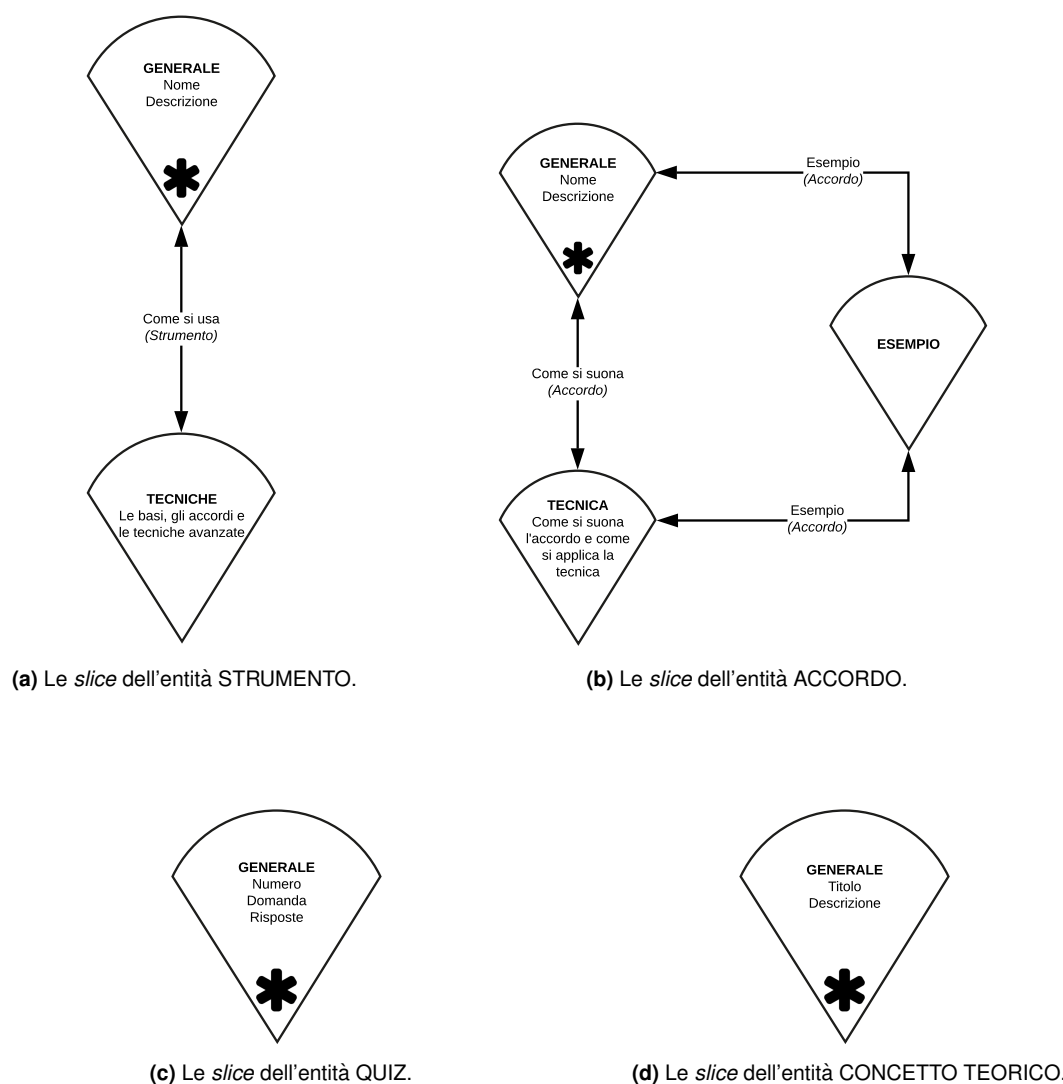 GENERALE
Nome
Descrizione
Come si usa
(Strumento)
TECNICHE
Le basi, gli accordi e
le tecniche avanzate
(a) Le slice dell'entità STRUMENTO.
GENERALE
Nome
Descrizione
Esempio
(Accordo)
ESEMPIO
Come si suona
(Accordo)
TECNICA
Come si suona
l'accordo e come
si applica la
tecnica
Esempio
(Accordo)
(b) Le slice dell'entità ACCORDO.
GENERALE
Numero
Domanda
Risposte
(c) Le slice dell'entità QUIZ.
GENERALE
Titolo
Descrizione
(d) Le slice dell'entità CONCETTO TEORICO.